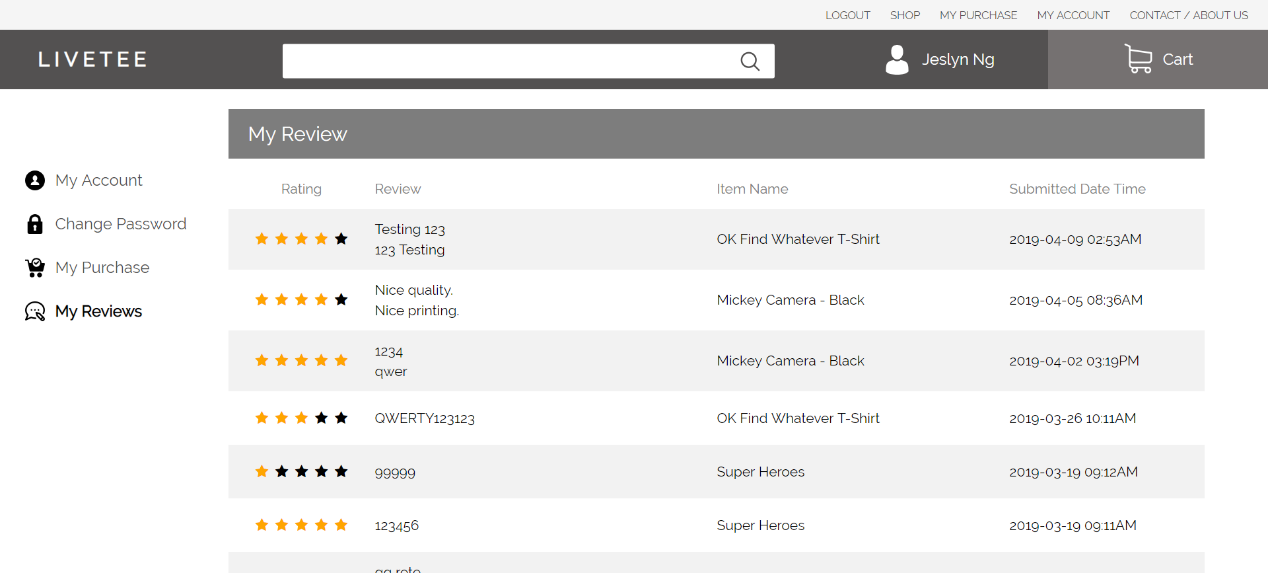 LOGOUT SHOP MY PURCHASE MY ACCOUNT CONTACT / ABOUT US
LIVETEE Jeslyn Ng Cart
My Review
My Account
Change Password
My Purchase
My Reviews
Rating Review Item Name Submitted Date Time
Testing 123
123 Testing
OK Find Whatever T-Shirt 2019-04-09 02:53AM
Nice quality.
Nice printing.
Mickey Camera - Black 2019-04-05 08:36AM
1234
qwer
Mickey Camera - Black 2019-04-02 03:19PM
QWERTY123123 OK Find Whatever T-Shirt 2019-03-26 10:11AM
99999 Super Heroes 2019-03-19 09:12AM
123456 Super Heroes 2019-03-19 09:11AM